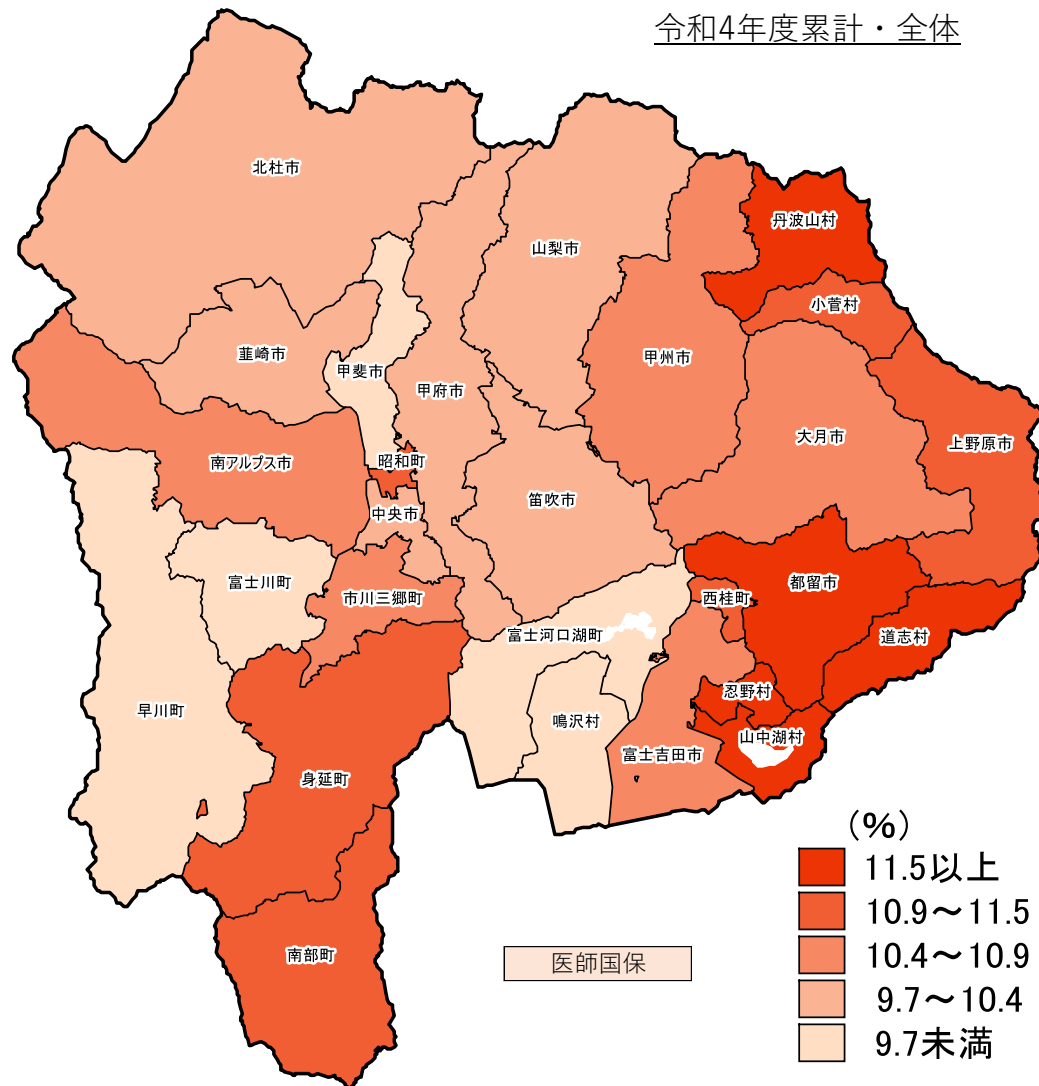 令和4年度累計・全体
北杜市
丹波山村
山梨市
小菅村
韮崎市
甲斐市
甲州市
甲府市
大月市
上野原市
南アルプス市
昭和町
笛吹市
中央市
富士川町
都留市
市川三郷町
西桂町
富士河口湖町
道志村
忍野村
早川町
鳴沢村
山中湖村
富士吉田市
身延町
南部町
医師国保
(%)
11.5以上
10.9～11.5
10.4～10.9
9.7～10.4
9.7未満